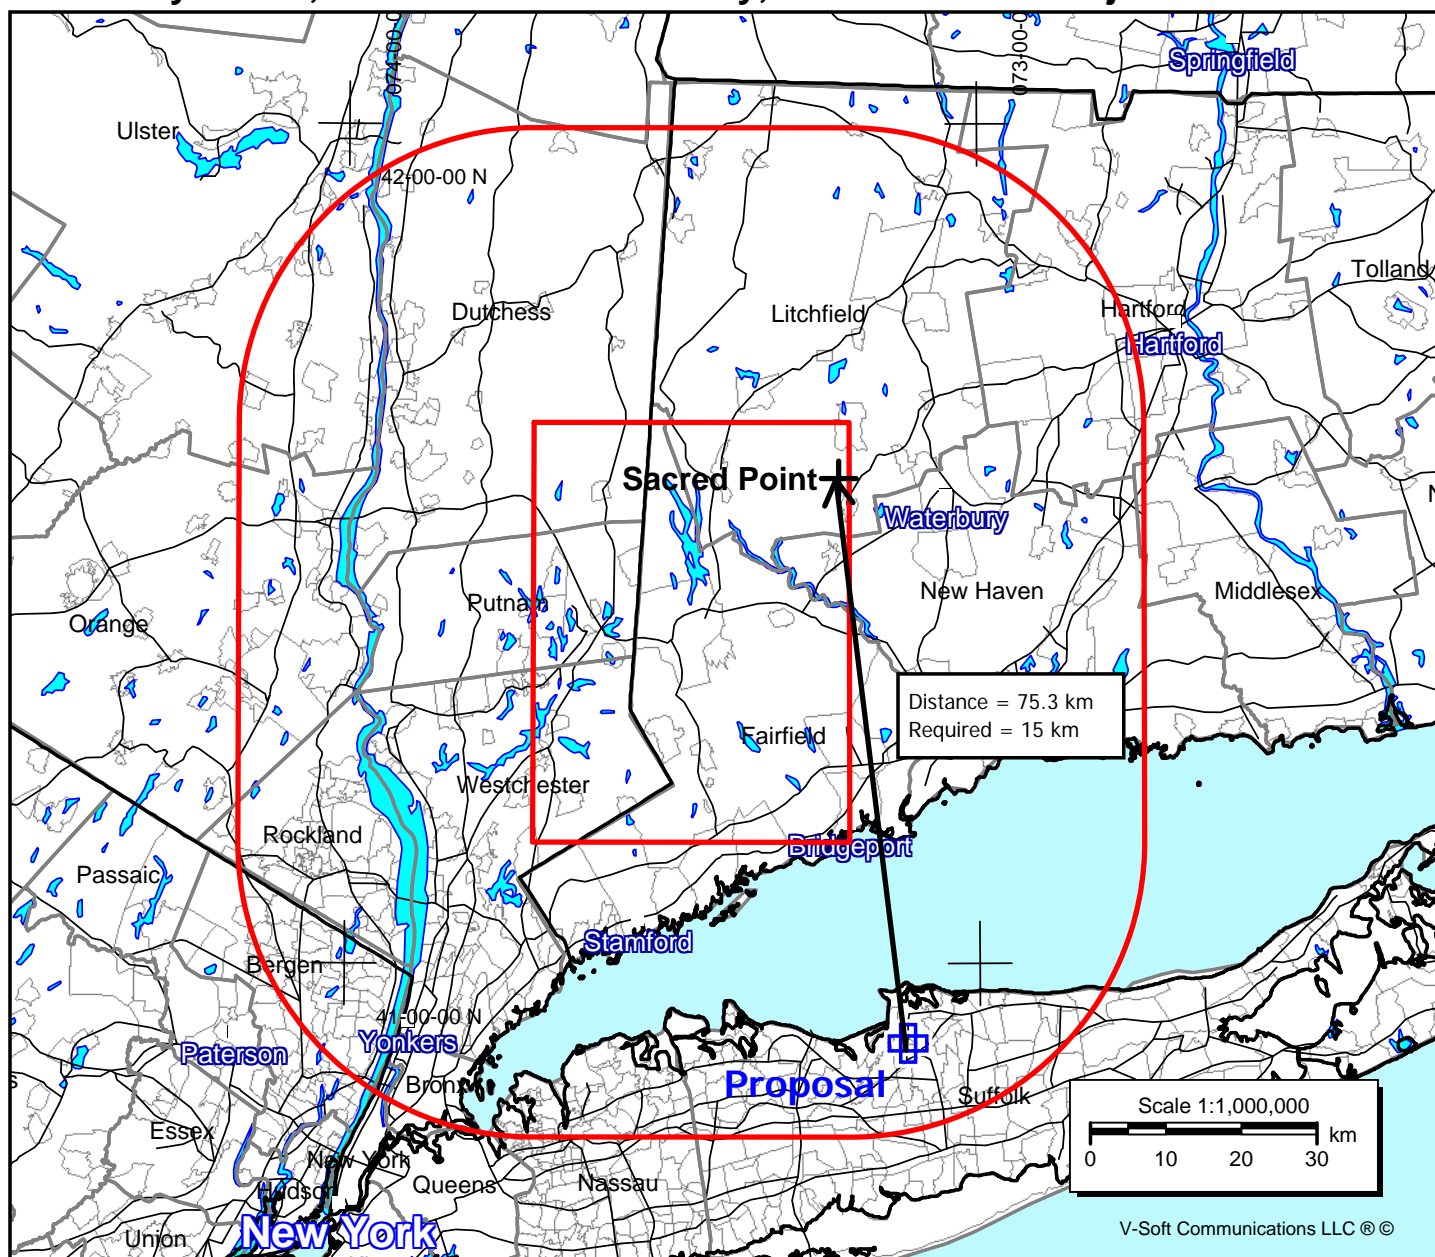 074-00-0
073-00-0
Springfield
Ulster
42-00-00 N
Tolland
Dutchess
Litchfield
Hartford
Hartford
Sacred Point
Waterbury
N
Putnam
New Haven
Middlesex
Orange
Distance = 75.3 km
Required = 15 km
Fairfield
Westchester
Rockland
Bridgeport
Passaic
Stamford
Bergen
41-00-00 N
Yonkers
Paterson
s
Bronx
Proposal
Suffolk
Scale 1:1,000,000
km
0 10 20 30
Essex
New York
Hudson
Queens
Nassau
Union
New York
V-Soft Communications LLC ® ©